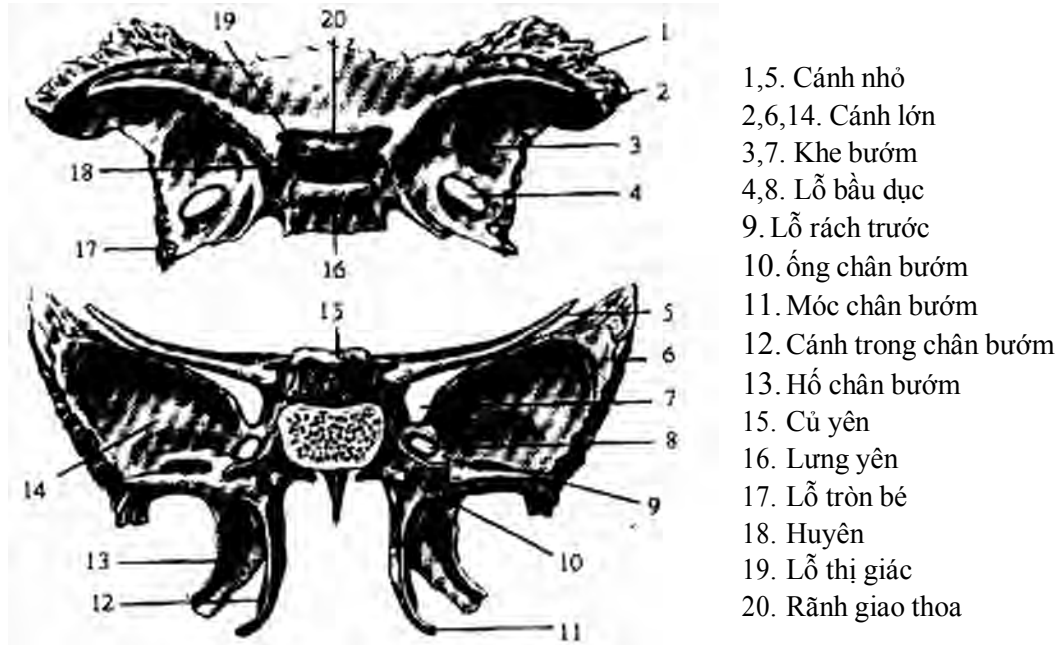 19
20
1
2
3
18
4
17
16
15
5
6
7
8
14
9
13
10
12
11
1,5. Cánh nhỏ
2,6,14. Cánh lớn
3,7. Khe bướm
4,8. Lỗ bầu dục
9. Lỗ rách trước
10. ống chân bướm
11. Móc chân bướm
12. Cánh trong chân bướm
13. Hố chân bướm
15. Củ yên
16. Lưng yên
17. Lỗ tròn bé
18. Huyên
19. Lỗ thị giác
20. Rãnh giao thoa